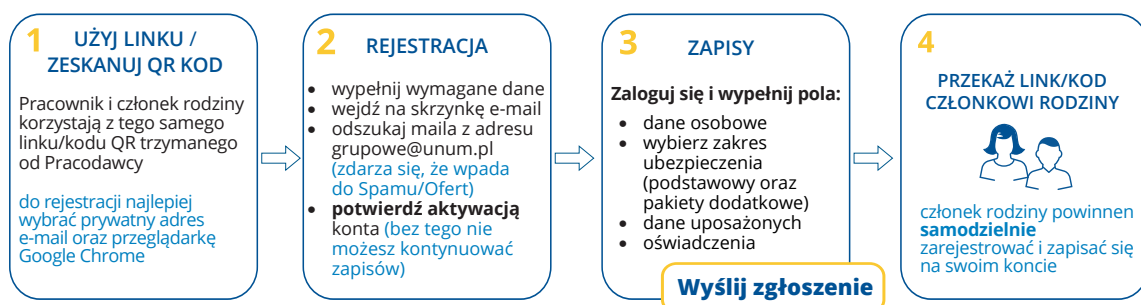 1 UŻYJ LINKU /
ZESKANUJ QR KOD
Pracownik i członek rodziny
korzystają z tego samego
linku/kodu QR trzymanego
od Pracodawcy
do rejestracji najlepiej
wybrać prywatny adres
e-mail oraz przeglądarkę
Google Chrome
2 REJESTRACJA
• wypełnij wymagane dane
• wejdź na skrzynkę e-mail
• odszukaj maila z adresu
grupowe@unum.pl
(zdarza się, że wpada
do Spamu/Ofert)
• potwierdź aktywację
konta (bez tego nie
możesz kontynuować
zapisów)
3 ZAPISY
Zaloguj się i wypełnij pola:
• dane osobowe
• wybierz zakres
ubezpieczenia
(podstawowy oraz
pakiety dodatkowe)
• dane uposażonych
• oświadczenia
Wyślij zgłoszenie
4
PRZEKAŻ LINK/KOD
CZŁONKOWI RODZINY
członek rodziny powinnen
samodzielnie
zarejestrować i zapisać się
na swoim koncie